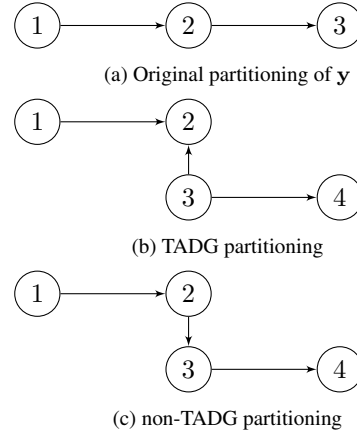 1 2 3
(a) Original partitioning of y
1 2
3 4
(b) TADG partitioning
1 2
3 4
(c) non-TADG partitioning